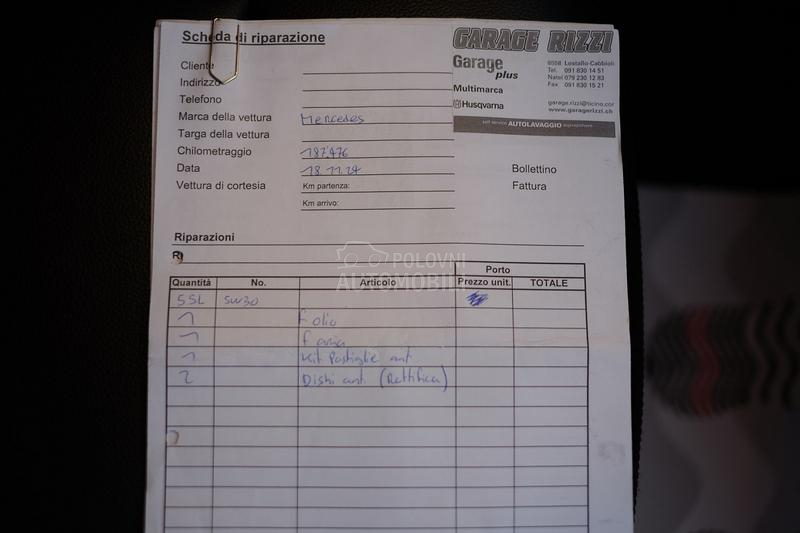 Scheda di riparazione
GARAGE RIZZI
Garage plus
6558 Lostallo-Cabbiolo
Tel. 091 830 14 51
Natel 079 230 12 83
Fax 091 830 15 21
Multimarca
Husqvarna
garage.rizzi@ticino.com
www.garagerizzi.ch
self service AUTOLAVAGGIO
Cliente
Indirizzo
Telefono
Marca della vettura Mercedes
Targa della vettura
Chilometraggio 187.476
Data 18.11.24
Vettura di cortesia Km partenza:
Km arrivo:
Bollettino
Fattura
Riparazioni
POLOVNI
AUTOMOBILI
Porto
Quantità No. Articolo Prezzo unit. TOTALE
5.5L 5W30
1 f olio
1 f aria
1 Kit Pastiglie ant
2 Dishi ant (Rettifica)